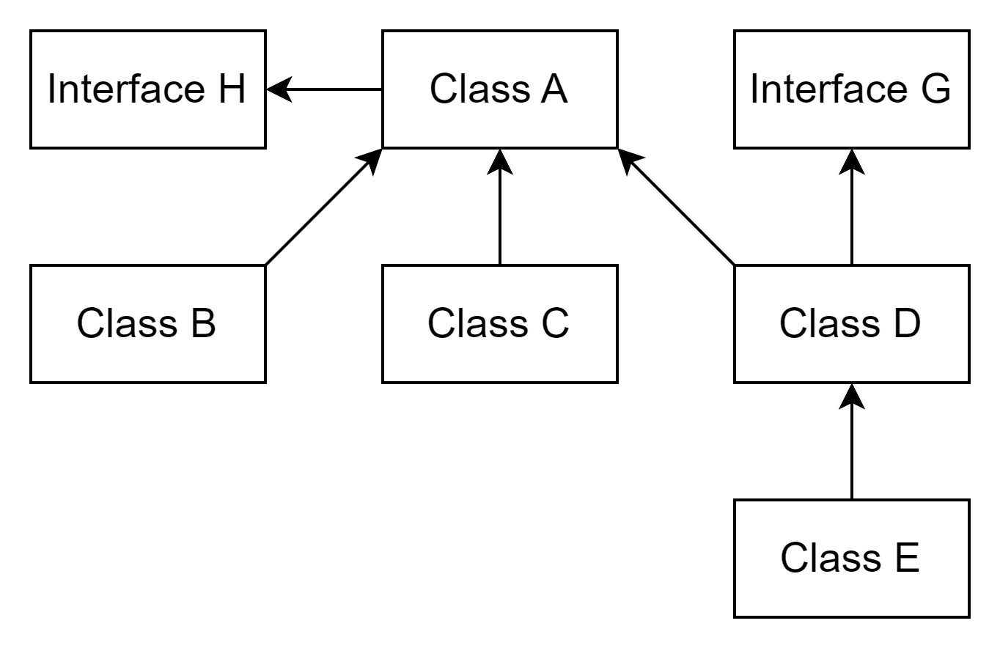 Interface H
Class A
Interface G
Class B
Class C
Class D
Class E